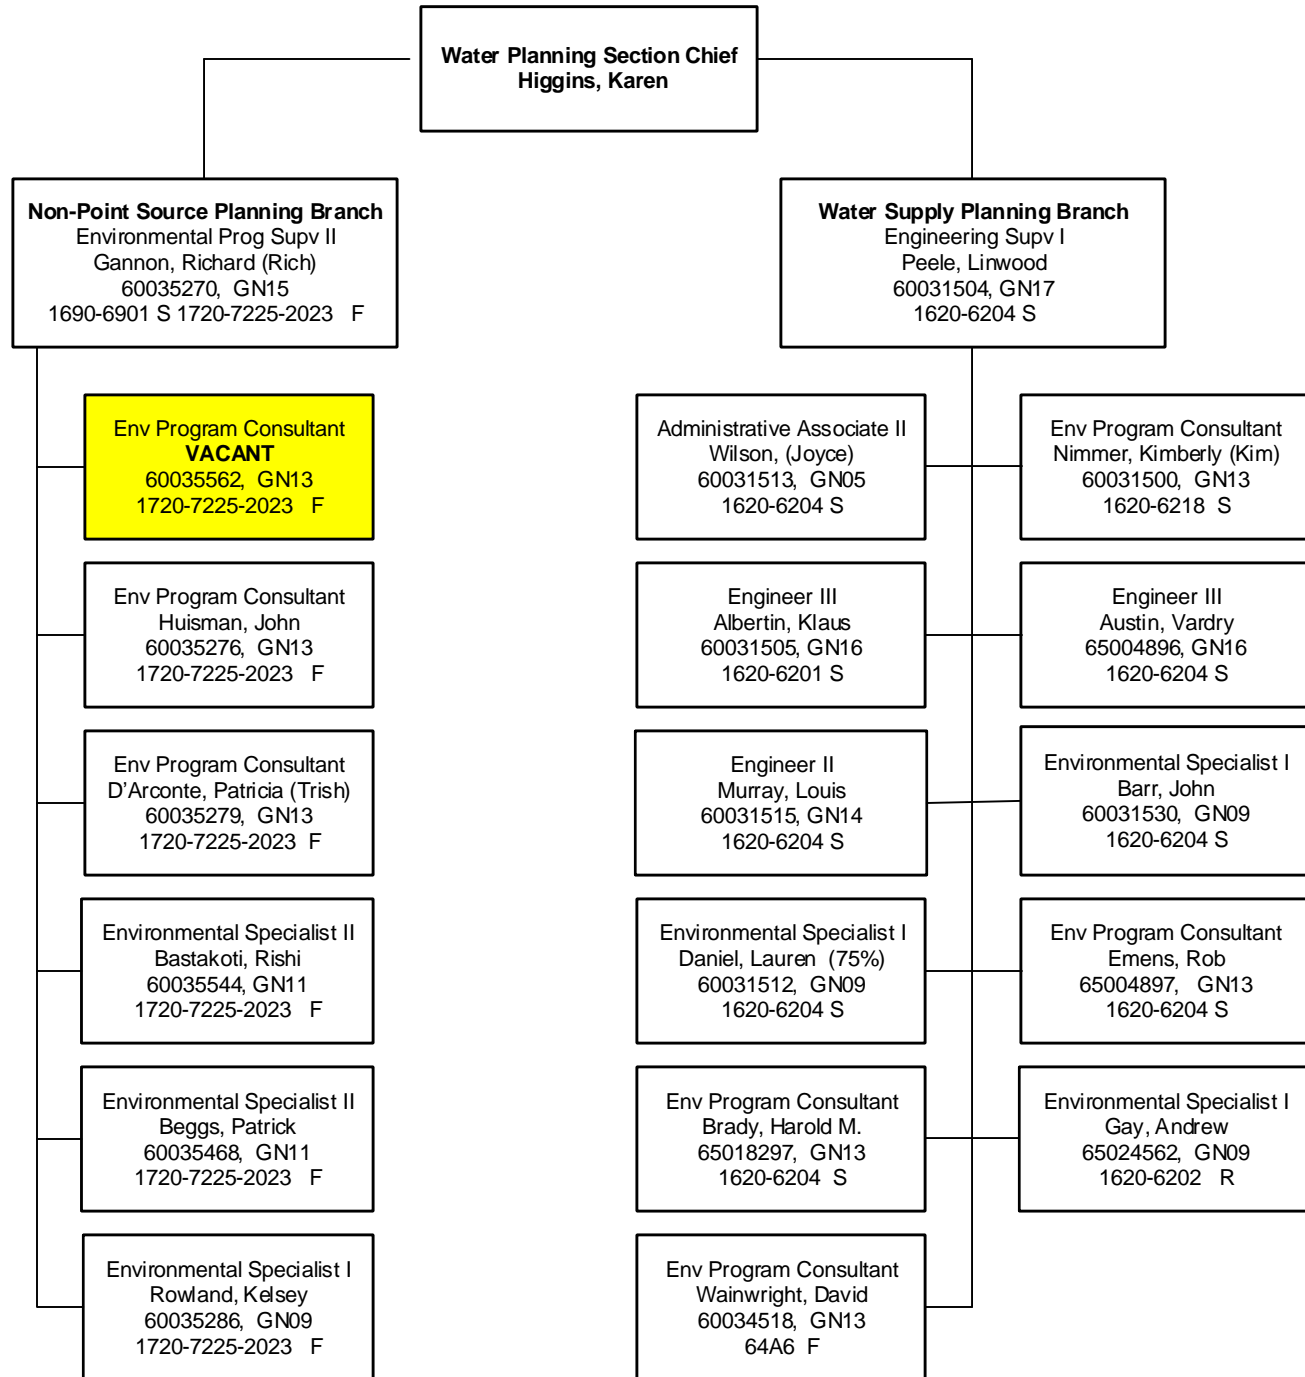 Water Planning Section Chief
Higgins, Karen
Non-Point Source Planning Branch
Environmental Prog Supv II
Gannon, Richard (Rich)
60035270, GN15
1690-6901 S 1720-7225-2023 F
Water Supply Planning Branch
Engineering Supv I
Peele, Linwood
60031504, GN17
1620-6204 S
Env Program Consultant
VACANT
60035562, GN13
1720-7225-2023 F
Env Program Consultant
Huisman, John
60035276, GN13
1720-7225-2023 F
Env Program Consultant
D’Arconte, Patricia (Trish)
60035279, GN13
1720-7225-2023 F
Environmental Specialist II
Bastakoti, Rishi
60035544, GN11
1720-7225-2023 F
Environmental Specialist II
Beggs, Patrick
60035468, GN11
1720-7225-2023 F
Environmental Specialist I
Rowland, Kelsey
60035286, GN09
1720-7225-2023 F
Administrative Associate II
Wilson, (Joyce)
60031513, GN05
1620-6204 S
Env Program Consultant
Nimmer, Kimberly (Kim)
60031500, GN13
1620-6218 S
Engineer III
Albertin, Klaus
60031505, GN16
1620-6201 S
Engineer III
Austin, Vardry
65004896, GN16
1620-6204 S
Engineer II
Murray, Louis
60031515, GN14
1620-6204 S
Environmental Specialist I
Barr, John
60031530, GN09
1620-6204 S
Environmental Specialist I
Daniel, Lauren (75%)
60031512, GN09
1620-6204 S
Env Program Consultant
Emens, Rob
65004897, GN13
1620-6204 S
Env Program Consultant
Brady, Harold M.
65018297, GN13
1620-6204 S
Environmental Specialist I
Gay, Andrew
65024562, GN09
1620-6202 R
Env Program Consultant
Wainwright, David
60034518, GN13
64A6 F